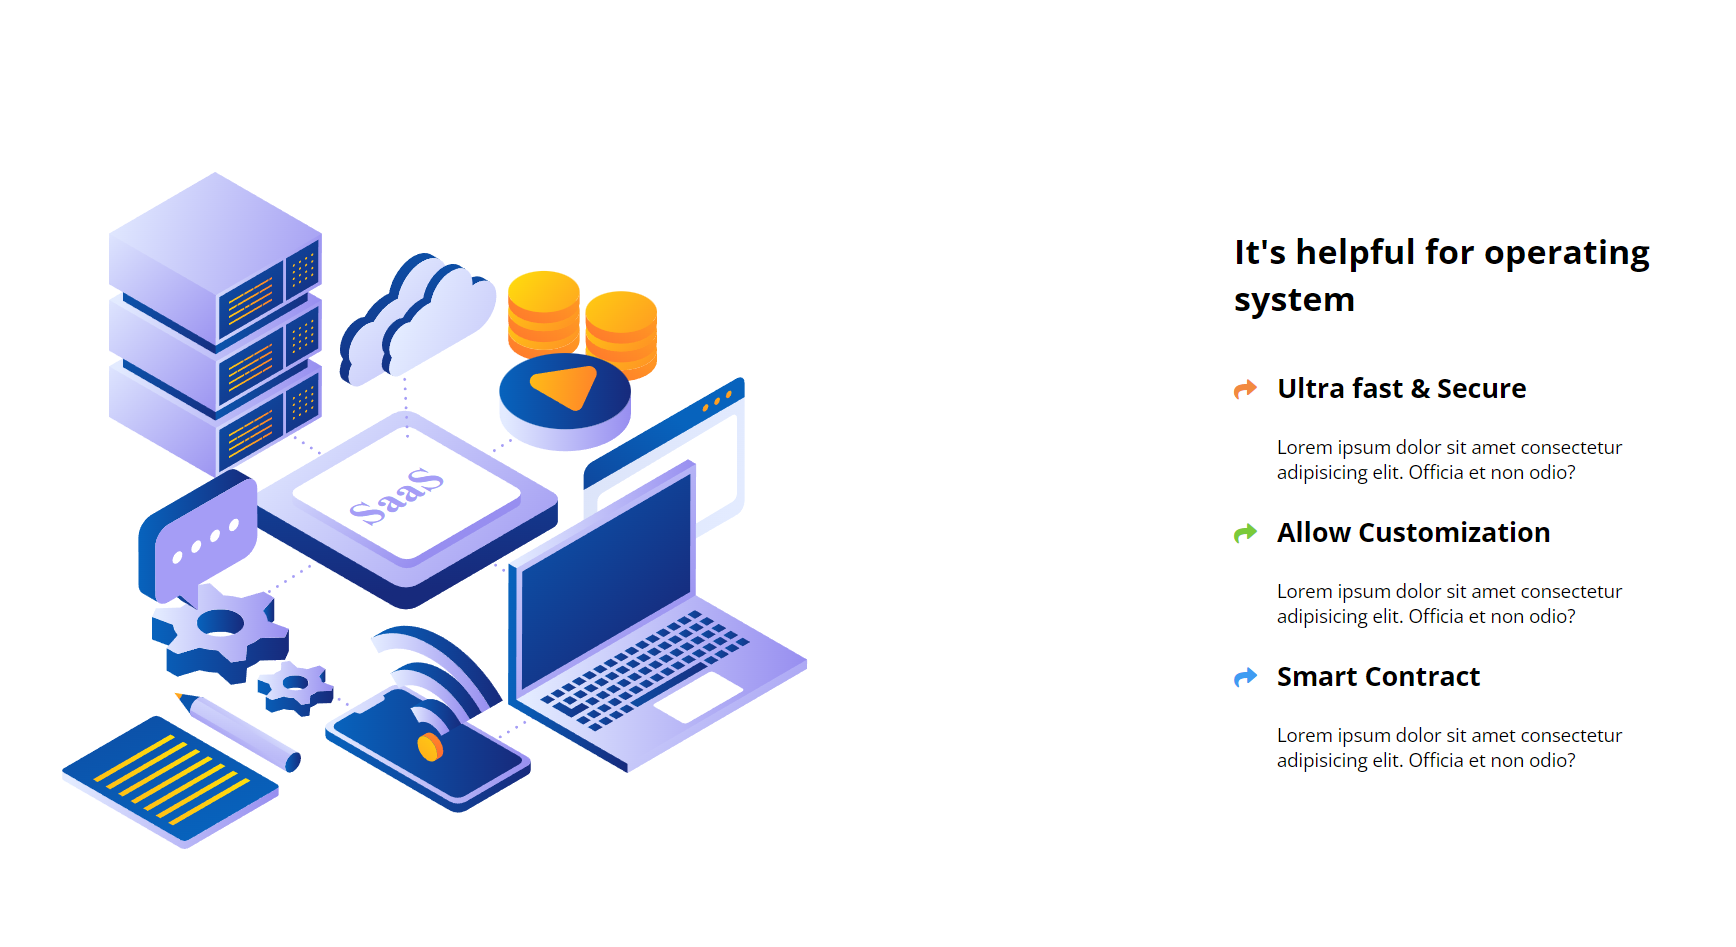 SaaS
It's helpful for operating
system
Ultra fast & Secure
Lorem ipsum dolor sit amet consectetur
adipisicing elit. Officia et non odio?
Allow Customization
Lorem ipsum dolor sit amet consectetur
adipisicing elit. Officia et non odio?
Smart Contract
Lorem ipsum dolor sit amet consectetur
adipisicing elit. Officia et non odio?